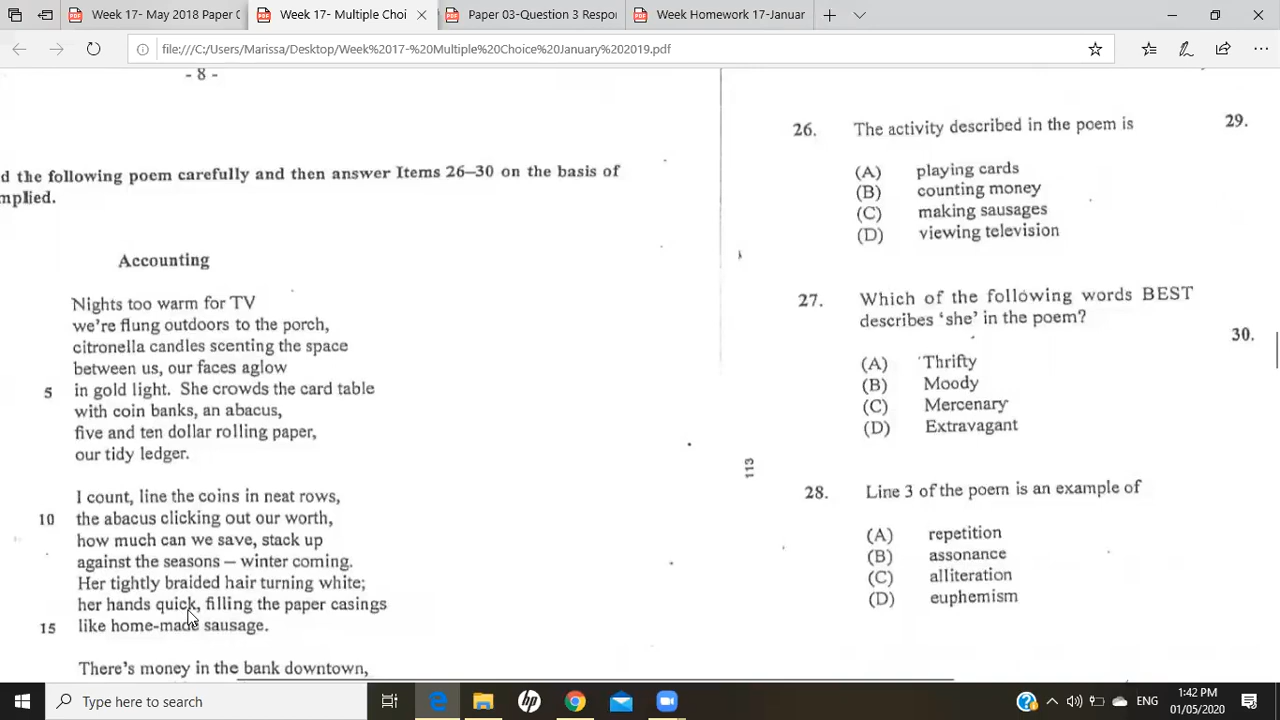 Week 17- May 2018 Paper
Week 17- Multiple Choi
Paper 03-Question 3 Respo
Week Homework 17-Januar
file:///C:/Users/Marissa/Desktop/Week%2017-%20Multiple%20Choice%20January%202019.pdf
- 8 -
d the following poem carefully and then answer Items 26–30 on the basis of
mplied.
Accounting
Nights too warm for TV
we're flung outdoors to the porch,
citronella candles scenting the space
between us, our faces aglow
5 in gold light. She crowds the card table
with coin banks, an abacus,
five and ten dollar rolling paper,
our tidy ledger.
I count, line the coins in neat rows,
10 the abacus clicking out our worth,
how much can we save, stack up
against the seasons – winter coming.
Her tightly braided hair turning white;
her hands quick, filling the paper casings
15 like home-made sausage.
There's money in the bank downtown,
26. The activity described in the poem is
(A) playing cards
(B) counting money
(C) making sausages
(D) viewing television
27. Which of the following words BEST
describes 'she' in the poem?
(A) Thrifty
(B) Moody
(C) Mercenary
(D) Extravagant
113
28. Line 3 of the poem is an example of
(A) repetition
(B) assonance
(C) alliteration
(D) euphemism
29.
30.
Type here to search
hp
ENG
1:42 PM
01/05/2020